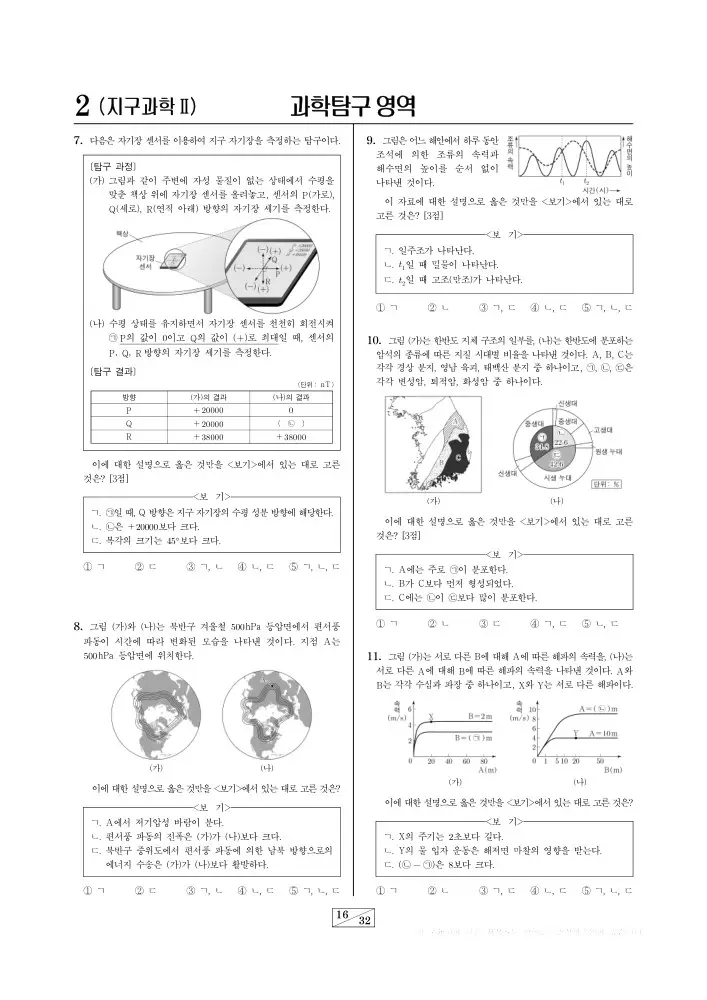 2 (지구과학 II) 과학탐구 영역
7. 다음은 자기장 센서를 이용하여 지구 자기장을 측정하는 탐구이다.
[탐구 과정]
(가) 그림과 같이 주변에 자성 물질이 없는 상태에서 수평을
맞춘 책상 위에 자기장 센서를 올려놓고, 센서의 P(가로),
Q(세로), R(연직 아래) 방향의 자기장 세기를 측정한다.
책상
자기장
센서
(−) (+)
Q
(−) (+)
P
R
(−) (+)
(나) 수평 상태를 유지하면서 자기장 센서를 천천히 회전시켜
㉠ P의 값이 0이고 Q의 값이 (+)로 최대일 때, 센서의
P, Q, R 방향의 자기장 세기를 측정한다.
[탐구 결과]
(단위 : nT)
방향 (가)의 결과 (나)의 결과
P +20000 0
Q +20000 ( ㉡ )
R +38000 +38000
이에 대한 설명으로 옳은 것만을 <보기>에서 있는 대로 고른
것은? [3점]
<보 기>
ㄱ. ㉠일 때, Q 방향은 지구 자기장의 수평 성분 방향에 해당한다.
ㄴ. ㉡은 +20000보다 크다.
ㄷ. 복각의 크기는 45°보다 크다.
① ㄱ ② ㄷ ③ ㄱ, ㄴ ④ ㄴ, ㄷ ⑤ ㄱ, ㄴ, ㄷ
8. 그림 (가)와 (나)는 북반구 겨울철 500hPa 등압면에서 편서풍
파동이 시간에 따라 변화된 모습을 나타낸 것이다. 지점 A는
500hPa 등압면에 위치한다.
(가) (나)
이에 대한 설명으로 옳은 것만을 <보기>에서 있는 대로 고른 것은?
<보 기>
ㄱ. A에서 저기압성 바람이 분다.
ㄴ. 편서풍 파동의 진폭은 (가)가 (나)보다 크다.
ㄷ. 북반구 중위도에서 편서풍 파동에 의한 남북 방향으로의
에너지 수송은 (가)가 (나)보다 활발하다.
① ㄱ ② ㄷ ③ ㄱ, ㄴ ④ ㄴ, ㄷ ⑤ ㄱ, ㄴ, ㄷ
9. 그림은 어느 해안에서 하루 동안
조석에 의한 조류의 속력과
해수면의 높이를 순서 없이
나타낸 것이다.
조류의 속력
해수면의 높이
t₁ t₂
시간(시)
이 자료에 대한 설명으로 옳은 것만을 <보기>에서 있는 대로
고른 것은? [3점]
<보 기>
ㄱ. 일주조가 나타난다.
ㄴ. t₁일 때 밀물이 나타난다.
ㄷ. t₂일 때 고조(만조)가 나타난다.
① ㄱ ② ㄴ ③ ㄱ, ㄷ ④ ㄴ, ㄷ ⑤ ㄱ, ㄴ, ㄷ
10. 그림 (가)는 한반도 지체 구조의 일부를, (나)는 한반도에 분포하는
암석의 종류에 따른 지질 시대별 비율을 나타낸 것이다. A, B, C는
각각 경상 분지, 영남 육괴, 태백산 분지 중 하나이고, ㉠, ㉡, ㉢은
각각 변성암, 퇴적암, 화성암 중 하나이다.
A
B
C
신생대
중생대 중생대
고생대
㉠
34.8
㉡
22.6
원생 누대
㉢
42.6
신생대
시생 누대
단위 : %
(가) (나)
이에 대한 설명으로 옳은 것만을 <보기>에서 있는 대로 고른
것은? [3점]
<보 기>
ㄱ. A에는 주로 ㉠이 분포한다.
ㄴ. B가 C보다 먼저 형성되었다.
ㄷ. C에는 ㉡이 ㉢보다 많이 분포한다.
① ㄱ ② ㄴ ③ ㄷ ④ ㄱ, ㄷ ⑤ ㄴ, ㄷ
11. 그림 (가)는 서로 다른 B에 대해 A에 따른 해파의 속력을, (나)는
서로 다른 A에 대해 B에 따른 해파의 속력을 나타낸 것이다. A와
B는 각각 수심과 파장 중 하나이고, X와 Y는 서로 다른 해파이다.
속력
(m/s)
6
4
2
X
B=2m
B=(㉠)m
0 20 40 60 80
A(m)
(가)
속력
(m/s)
10
8
6
4
2
A=(㉡)m
Y A=10m
0 1 5 10 20 50
B(m)
(나)
이에 대한 설명으로 옳은 것만을 <보기>에서 있는 대로 고른 것은?
<보 기>
ㄱ. X의 주기는 2초보다 길다.
ㄴ. Y의 물 입자 운동은 해저면 마찰의 영향을 받는다.
ㄷ. (㉡−㉠)은 8보다 크다.
① ㄱ ② ㄴ ③ ㄱ, ㄷ ④ ㄴ, ㄷ ⑤ ㄱ, ㄴ, ㄷ
16 32